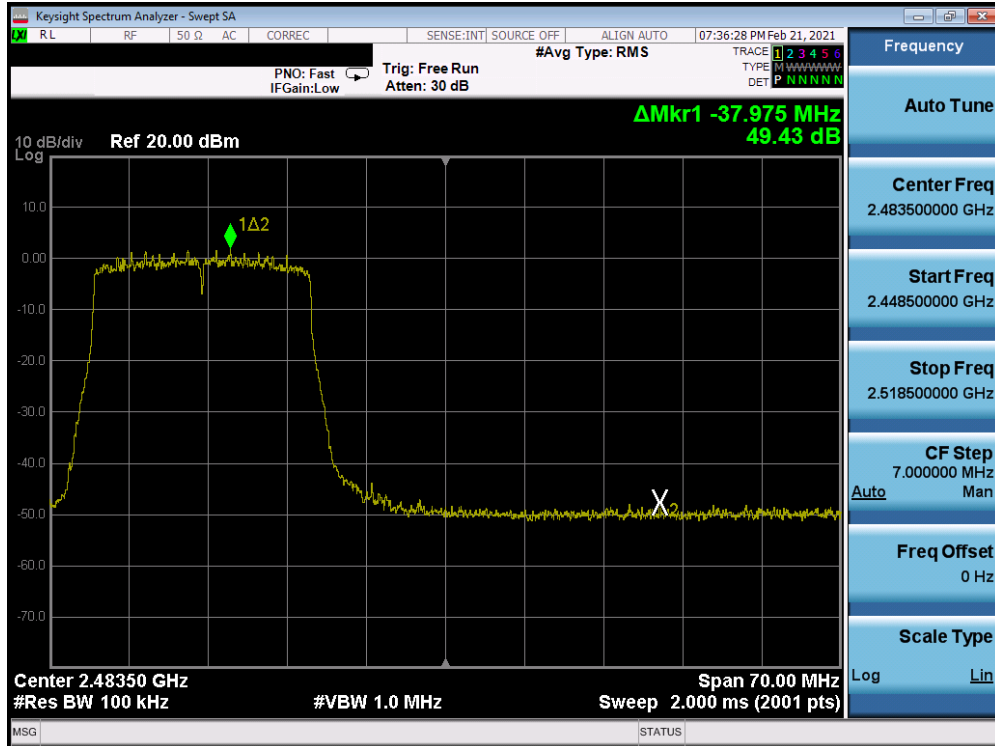 Keysight Spectrum Analyzer - Swept SA
LXI RL RF 50 Ω AC CORREC SENSE:INT SOURCE OFF ALIGN AUTO 07:36:28 PM Feb 21, 2021
#Avg Type: RMS TRACE 1 2 3 4 5 6
PNO: Fast Trig: Free Run TYPE M W W W W W
IFGain:Low Atten: 30 dB DET P N N N N N
ΔMkr1 -37.975 MHz
49.43 dB
10 dB/div Ref 20.00 dBm
Log
10.0
1Δ2
0.00
-10.0
-20.0
-30.0
-40.0
X2
-50.0
-60.0
-70.0
Center 2.48350 GHz Span 70.00 MHz
#Res BW 100 kHz #VBW 1.0 MHz Sweep 2.000 ms (2001 pts)
MSG STATUS
Frequency
Auto Tune
Center Freq
2.483500000 GHz
Start Freq
2.448500000 GHz
Stop Freq
2.518500000 GHz
CF Step
7.000000 MHz
Auto Man
Freq Offset
0 Hz
Scale Type
Log Lin